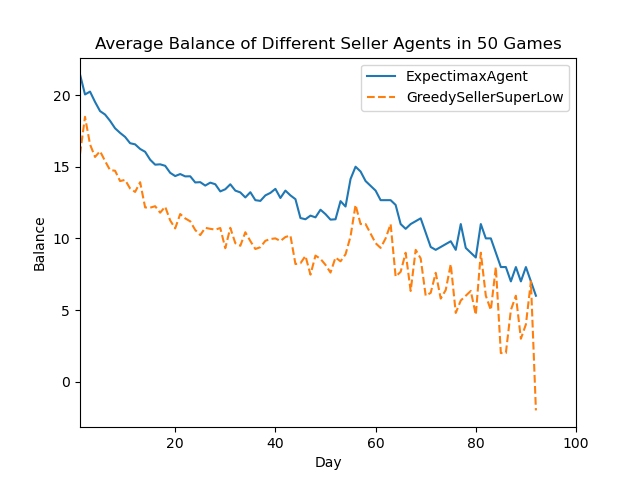 Average Balance of Different Seller Agents in 50 Games
ExpectimaxAgent
GreedySellerSuperLow
20
15
10
5
0
Balance
20 40 60 80 100
Day